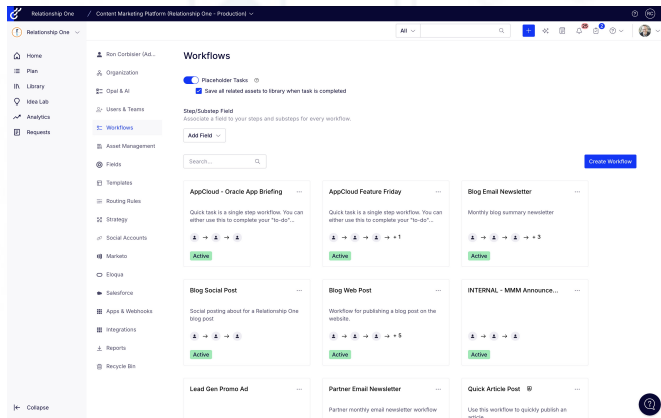 Relationship One / Content Marketing Platform (Relationship One - Production)
RC
Relationship One
All
25
2
Home
Plan
Library
Idea Lab
Analytics
Requests
Collapse
Ron Corbisier (Ad...
Organization
Opal & AI
Users & Teams
Workflows
Asset Management
Fields
Templates
Routing Rules
Strategy
Social Accounts
Marketo
Eloqua
Salesforce
Apps & Webhooks
Integrations
Reports
Recycle Bin
Workflows
Placeholder Tasks
Save all related assets to library when task is completed
Step/Substep Field
Associate a field to your steps and substeps for every workflow.
Add Field
Search...
Create Workflow
AppCloud - Oracle App Briefing
Quick task is a single step workflow. You can
either use this to complete your "to-do"...
Active
AppCloud Feature Friday
Quick task is a single step workflow. You can
either use this to complete your "to-do"...
+ 1
Active
Blog Email Newsletter
Monthly blog summary newsletter
+ 3
Active
Blog Social Post
Social posting about for a Relationship One
blog post
Active
Blog Web Post
Workflow for publishing a blog post on the
website.
+ 5
Active
INTERNAL - MMM Announce...
Active
Lead Gen Promo Ad
Partner Email Newsletter
Partner monthly email newsletter workflow
Quick Article Post
Use this workflow to quickly publish an
article